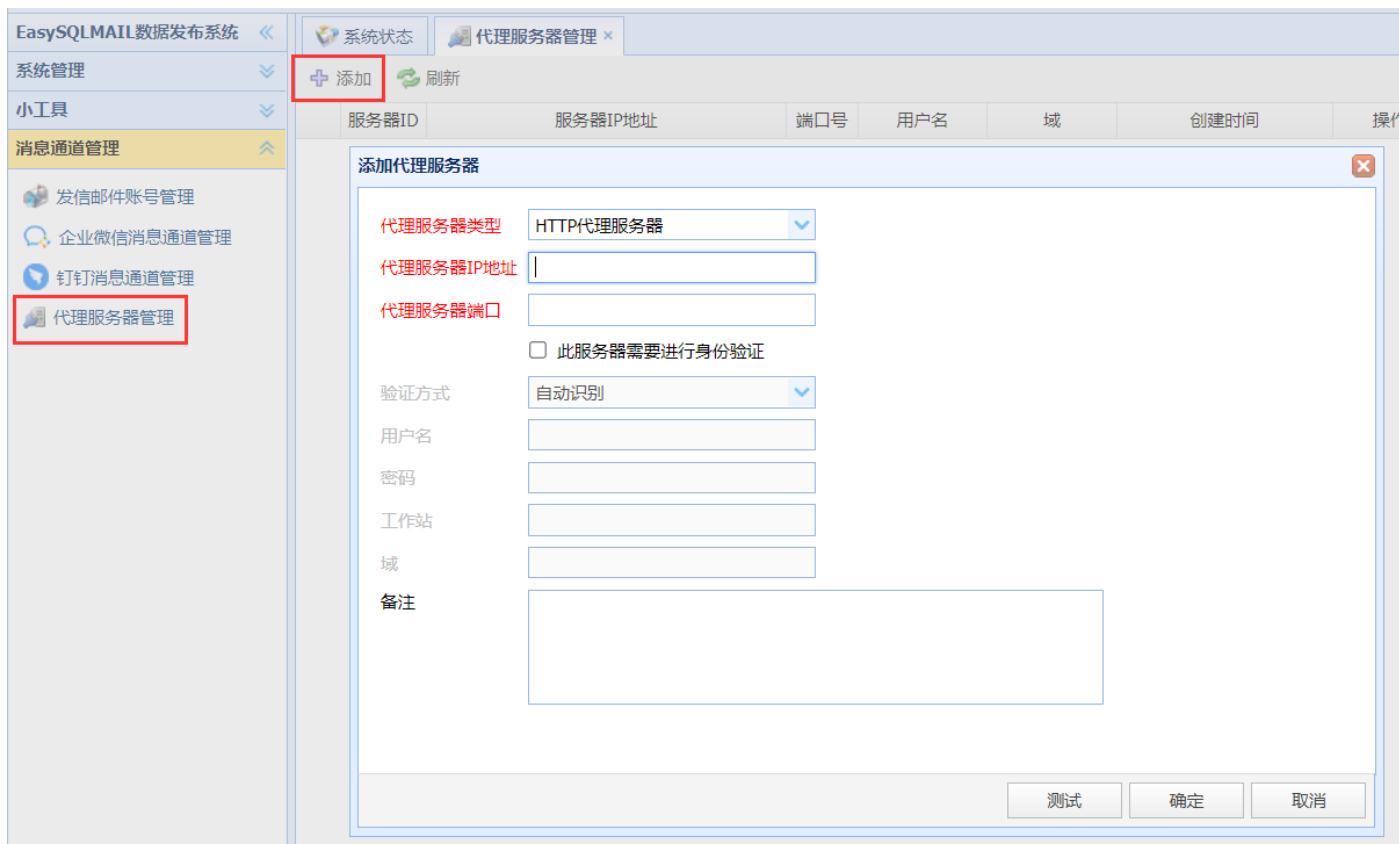 EasySQLMAIL数据发布系统
系统管理
小工具
消息通道管理
发信邮件账号管理
企业微信消息通道管理
钉钉消息通道管理
代理服务器管理
系统状态 代理服务器管理
添加 刷新
服务器ID 服务器IP地址 端口号 用户名 域 创建时间
添加代理服务器
代理服务器类型 HTTP代理服务器
代理服务器IP地址
代理服务器端口
此服务器需要进行身份验证
验证方式 自动识别
用户名
密码
工作站
域
备注
测试 确定 取消